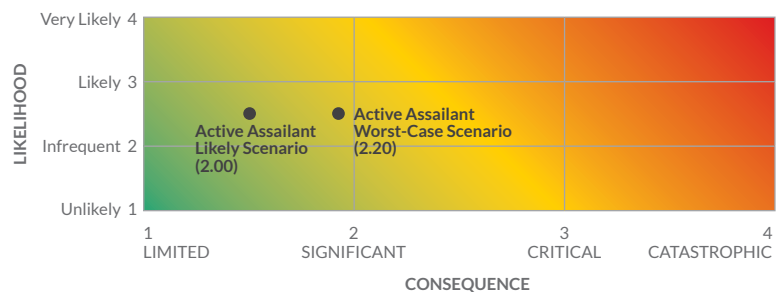 Very Likely 4
Likely 3
Infrequent 2
Unlikely 1
LIKELIHOOD
Active Assailant
Likely Scenario
(2.00)
Active Assailant
Worst-Case Scenario
(2.20)
1 2 3 4
LIMITED SIGNIFICANT CRITICAL CATASTROPHIC
CONSEQUENCE